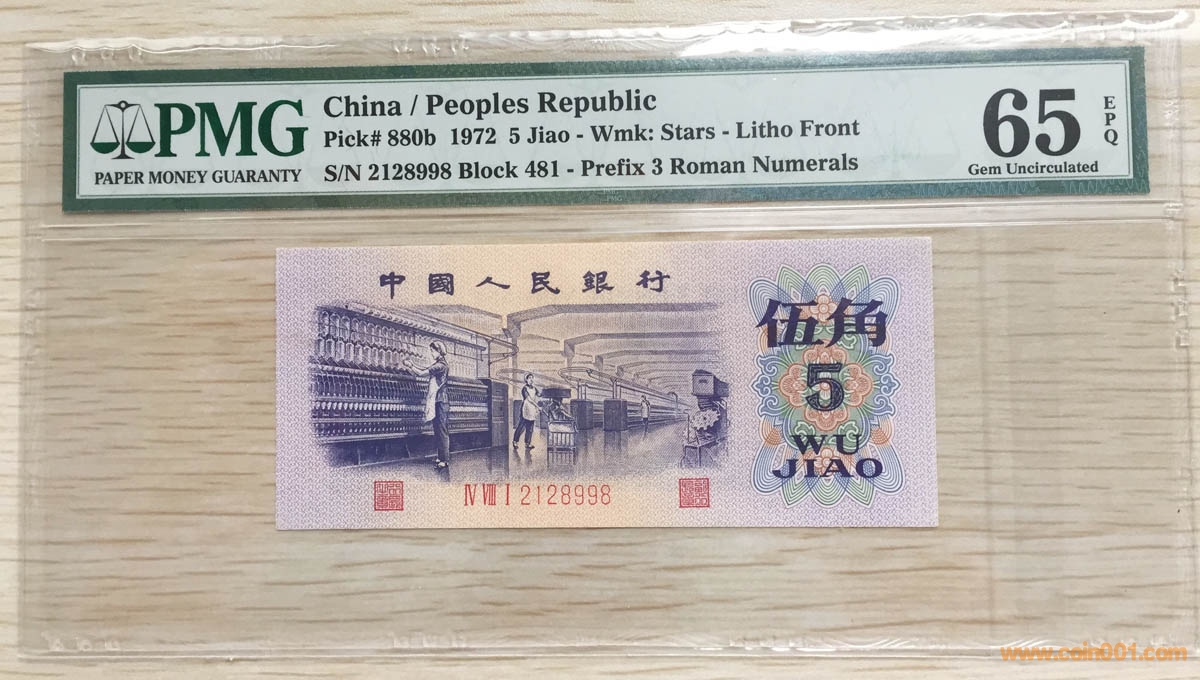 PMG
PAPER MONEY GUARANTY
China / Peoples Republic
Pick# 880b 1972 5 Jiao - Wmk: Stars - Litho Front
S/N 2128998 Block 481 - Prefix 3 Roman Numerals
65
EPQ
Gem Uncirculated
中國人民銀行
伍角
5
WU
JIAO
Ⅳ Ⅷ Ⅰ 2128998
www.coin001.com